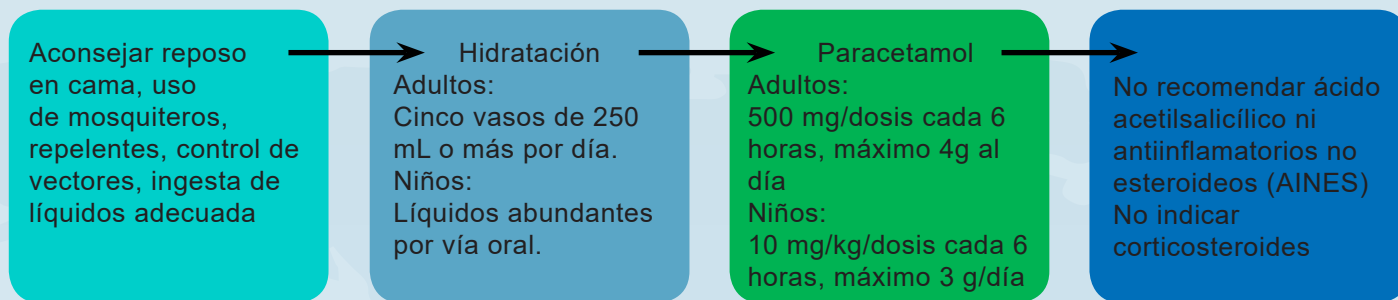 Aconsejar reposo
en cama, uso
de mosquiteros,
repelentes, control de
vectores, ingesta de
líquidos adecuada
Hidratación
Adultos:
Cinco vasos de 250
mL o más por día.
Niños:
Líquidos abundantes
por vía oral.
Paracetamol
Adultos:
500 mg/dosis cada 6
horas, máximo 4g al
día
Niños:
10 mg/kg/dosis cada 6
horas, máximo 3 g/día
No recomendar ácido
acetilsalicílico ni
antiinflamatorios no
esteroideos (AINES)
No indicar
corticosteroides